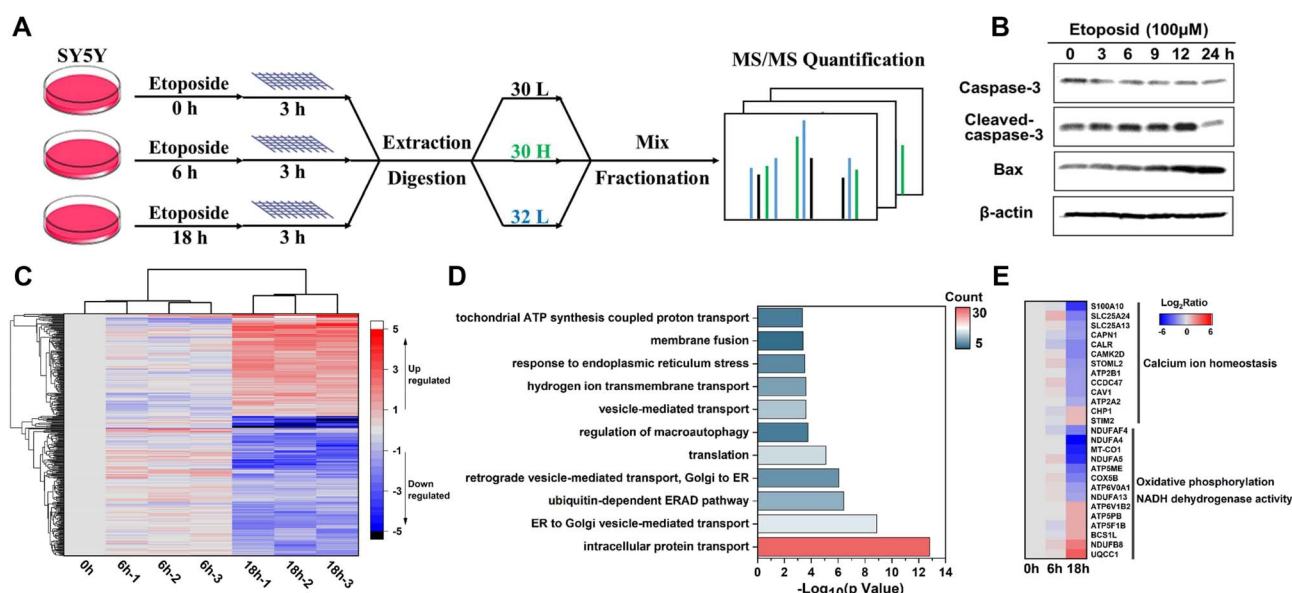 A
SY5Y
Etoposide
0 h
3 h
Etoposide
6 h
3 h
Etoposide
18 h
3 h
Extraction
Digestion
30 L
30 H
32 L
Mix
Fractionation
MS/MS Quantification
B
Etoposid (100μM)
0 3 6 9 12 24 h
Caspase-3
Cleaved-
caspase-3
Bax
β-actin
C
5
3
1
-1
-3
-5
Up
regulated
Down
regulated
0h 6h-1 6h-2 6h-3 18h-1 18h-2 18h-3
D
Count
30
5
tochondrial ATP synthesis coupled proton transport
membrane fusion
response to endoplasmic reticulum stress
hydrogen ion transmembrane transport
vesicle-mediated transport
regulation of macroautophagy
translation
retrograde vesicle-mediated transport, Golgi to ER
ubiquitin-dependent ERAD pathway
ER to Golgi vesicle-mediated transport
intracellular protein transport
0 2 4 6 8 10 12 14
-Log10(p Value)
E
Log2Ratio
-6 0 6
S100A10
SLC25A24
SLC25A13
CAPN1
CALR
CAMK2D
STOML2
ATP2B1
CCDC47
CAV1
ATP2A2
CHP1
STIM2
Calcium ion homeostasis
NDUFAF4
NDUFA4
MT-CO1
NDUFA5
ATP5ME
COX5B
ATP6V0A1
NDUFA13
ATP6V1B2
ATP5PB
ATP5F1B
BCS1L
NDUFB8
UQCC1
Oxidative phosphorylation
NADH dehydrogenase activity
0h 6h 18h